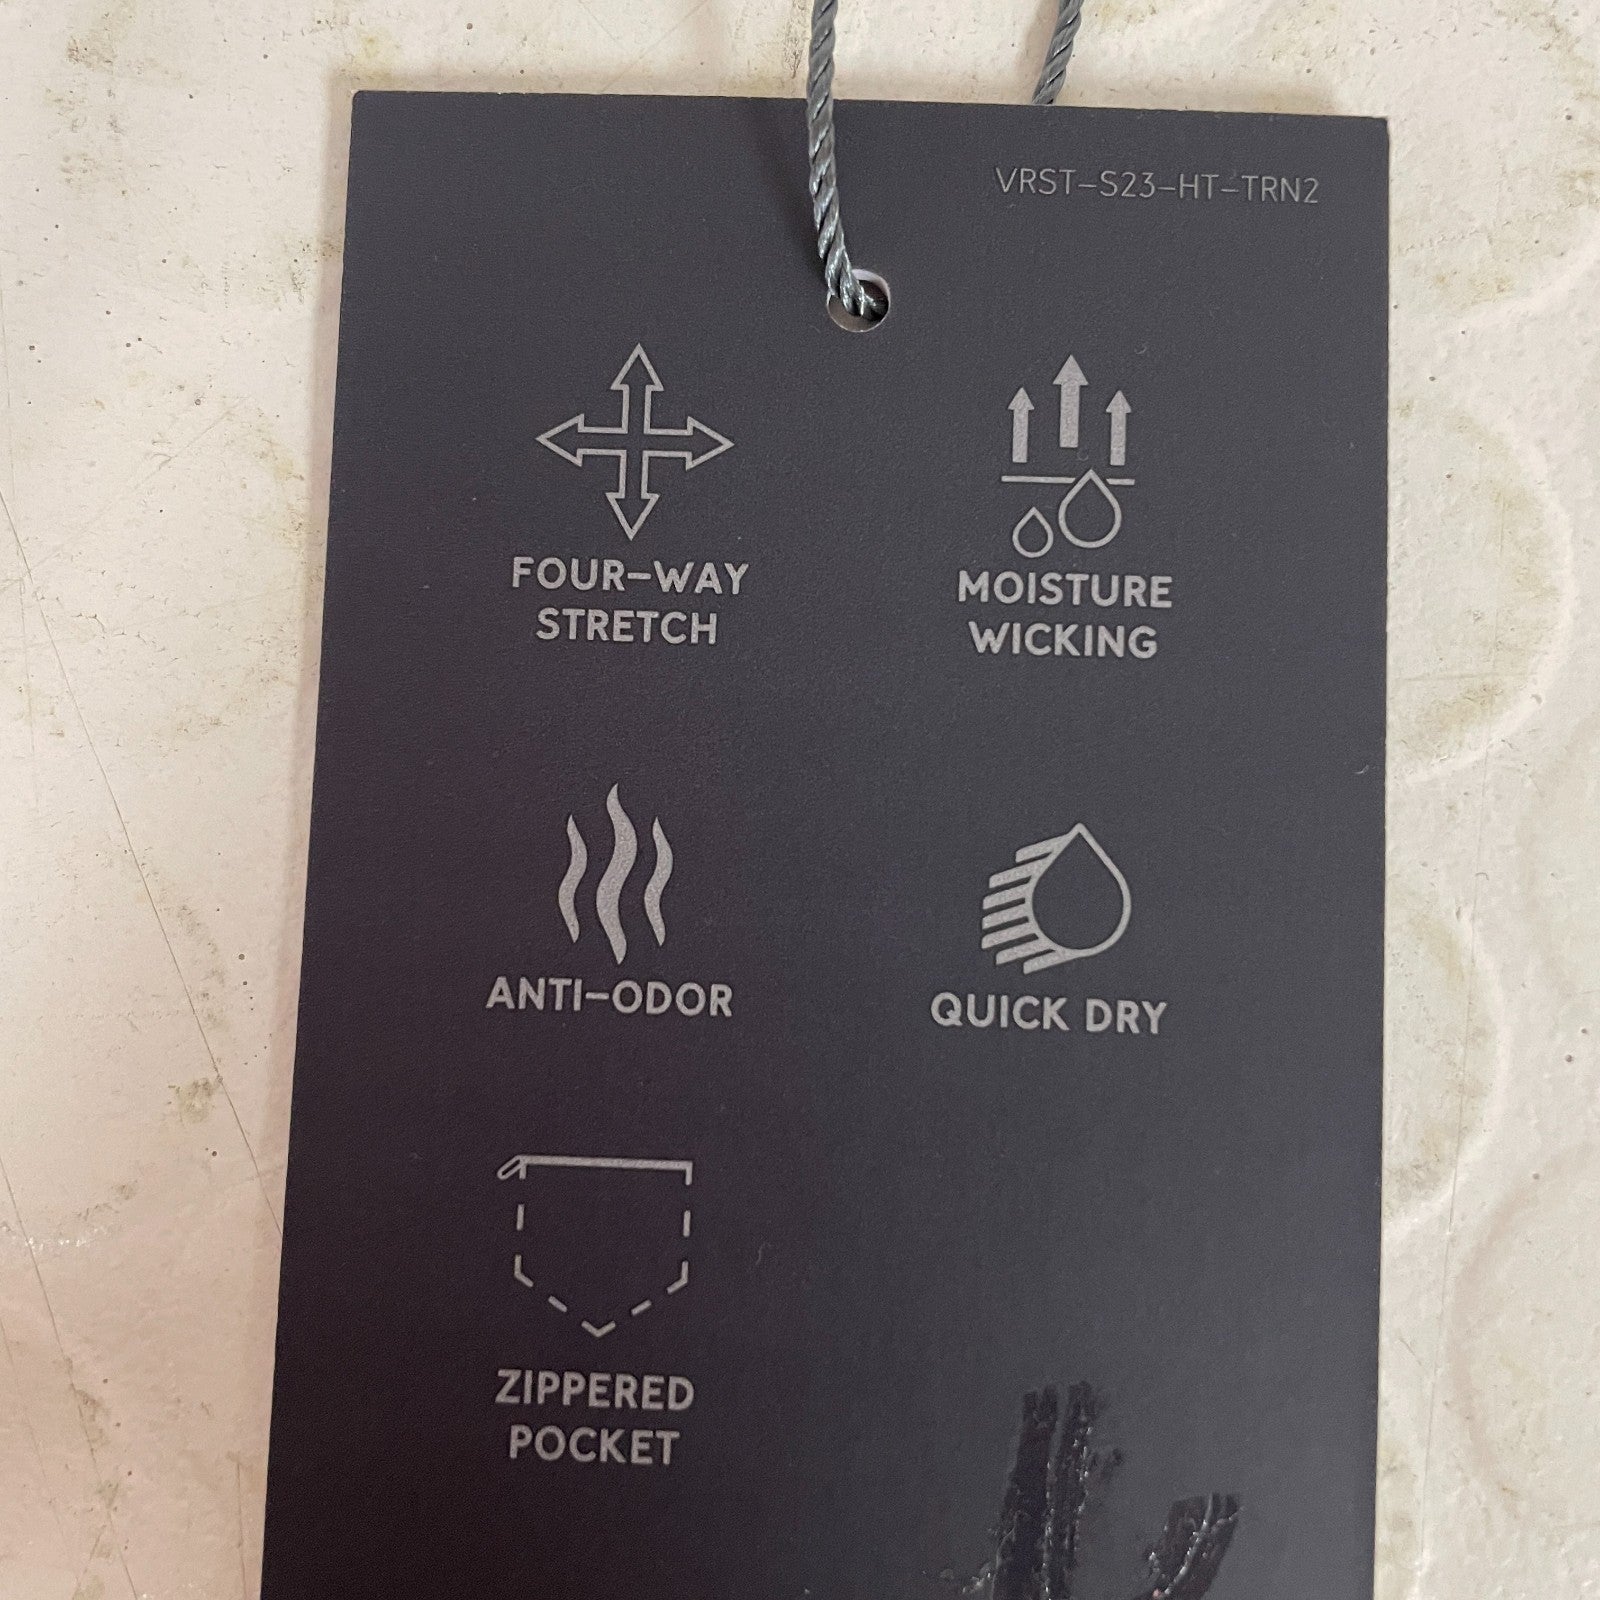 VRST-S23-HT-TRN2
FOUR-WAY
STRETCH
MOISTURE
WICKING
ANTI-ODOR
QUICK DRY
ZIPPERED
POCKET